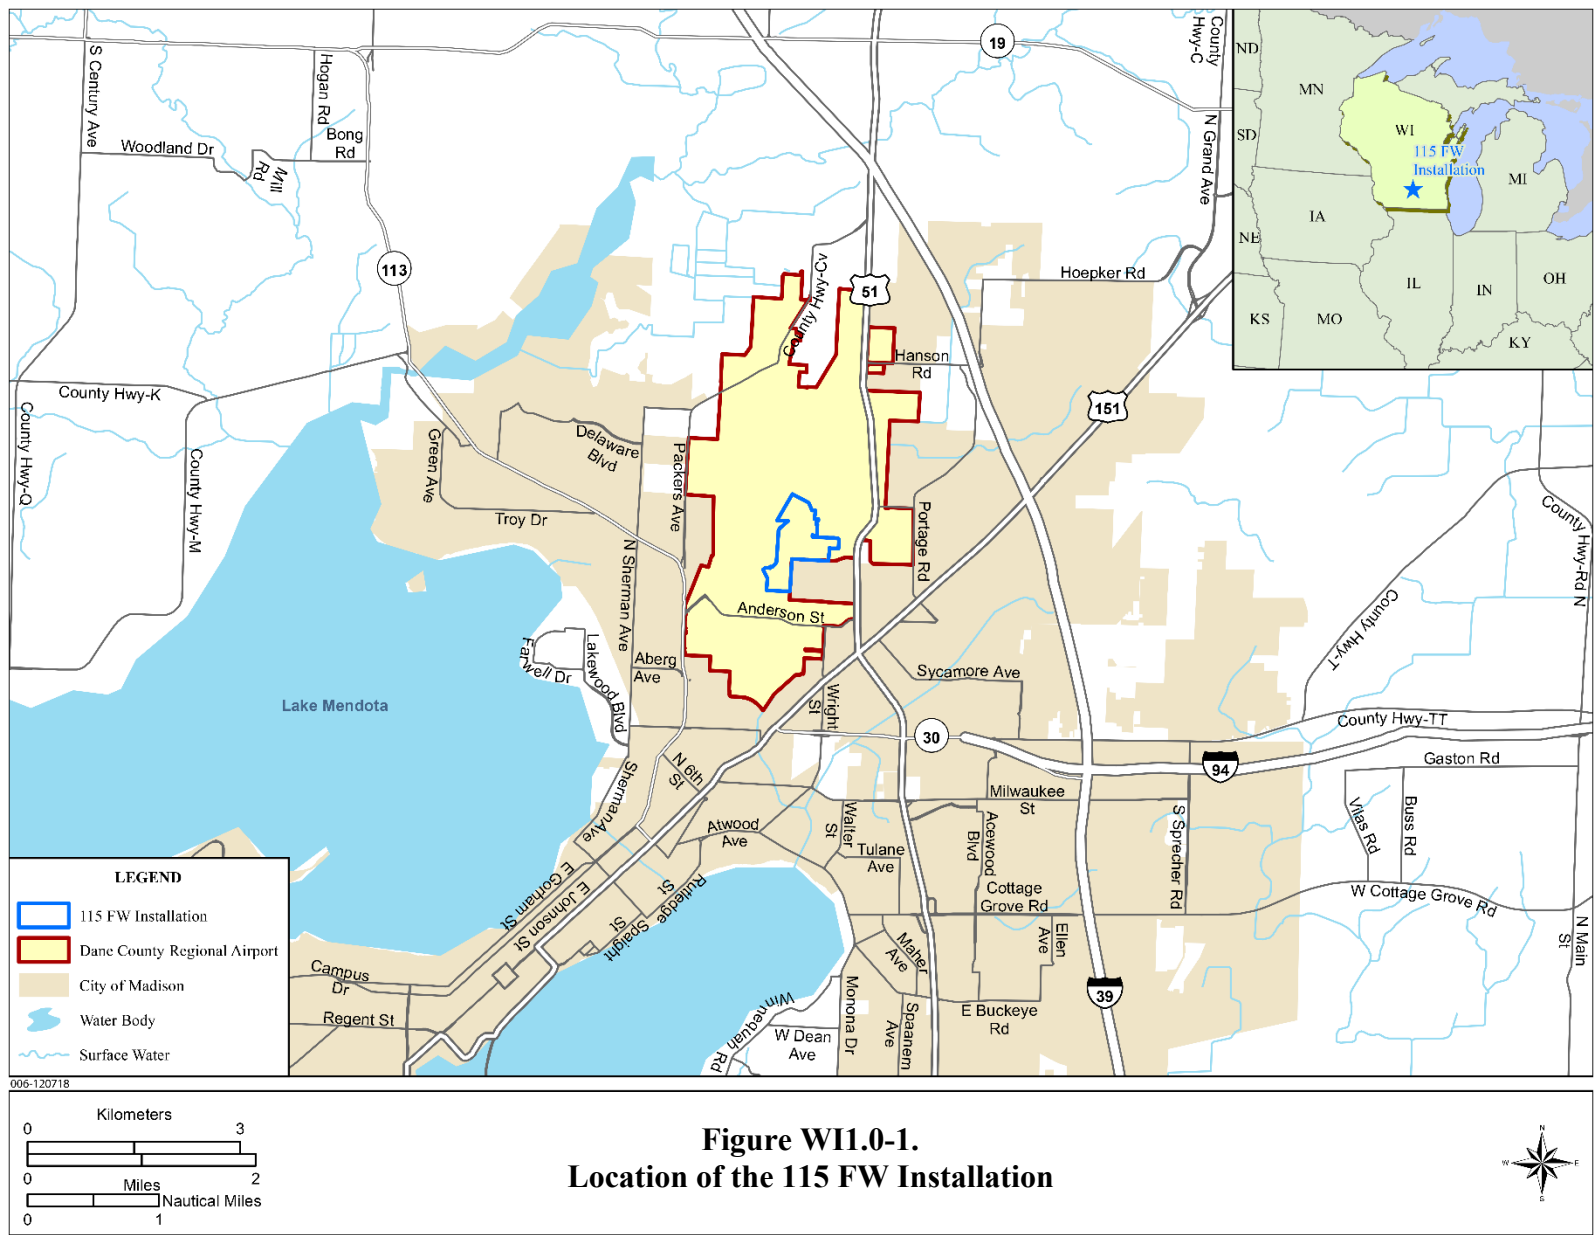 19
County
Hwy-C
S Century Ave
Hogan Rd
Bong
Rd
Woodland Dr
Mill
Rd
N Grand Ave
113
County Hwy-Cv
51
Hoepker Rd
Hanson
Rd
151
County Hwy-K
County Hwy-Q
County Hwy-M
Green Ave
Delaware
Blvd
Packers Ave
Troy Dr
N Sherman Ave
Portage Rd
County Hwy-Rd N
County Hwy-T
Anderson St
Farwell Dr
Lakewood Blvd
Aberg
Ave
Sycamore Ave
Wright
St
Lake Mendota
30
County Hwy-TT
94
Gaston Rd
N 6th
St
Sherman Ave
Milwaukee
St
Vilas Rd
Buss Rd
S Sprecher Rd
Atwood
Ave
Walter
St
Tulane
Ave
Acewood
Blvd
Cottage
Grove Rd
W Cottage Grove Rd
E Gorham St
E Johnson St
Rutledge
St
Spaight
St
Maher
Ave
Ellen
Ave
N Main
St
Campus
Dr
Regent St
Winnequah
Rd
W Dean
Ave
Monona Dr
Spaanem
Ave
E Buckeye
Rd
39
ND
MN
SD
WI
115 FW
Installation
MI
IA
NE
IL
IN
OH
KS
MO
KY
LEGEND
115 FW Installation
Dane County Regional Airport
City of Madison
Water Body
Surface Water
006-120718
Kilometers
0 3
0 2
Miles
Nautical Miles
0 1
Figure WI1.0-1.
Location of the 115 FW Installation
N
W E
S